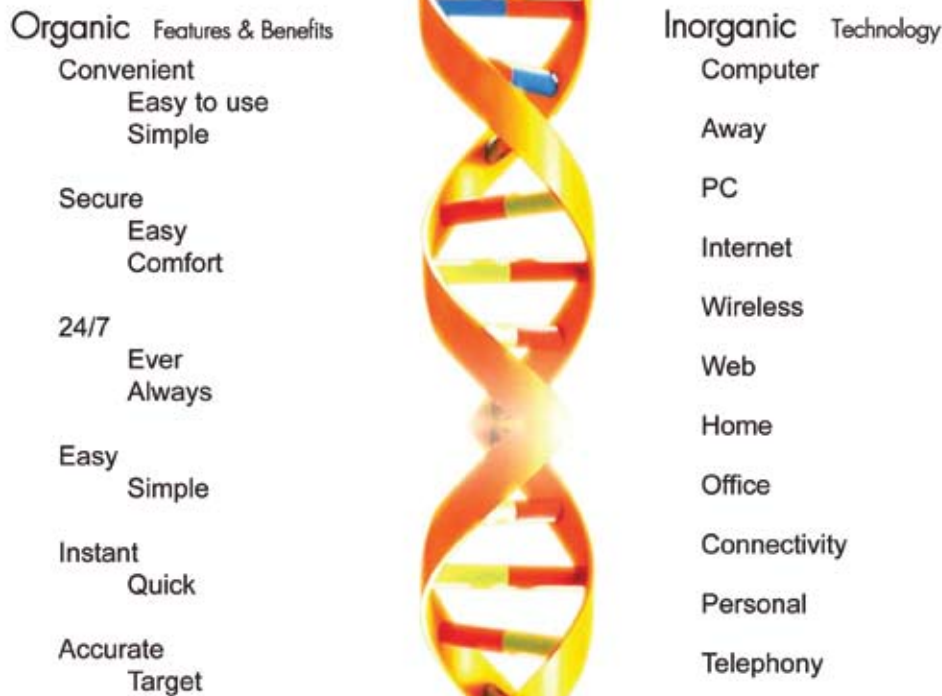 Organic Features & Benefits
Convenient
Easy to use
Simple
Secure
Easy
Comfort
24/7
Ever
Always
Easy
Simple
Instant
Quick
Accurate
Target
Inorganic Technology
Computer
Away
PC
Internet
Wireless
Web
Home
Office
Connectivity
Personal
Telephony